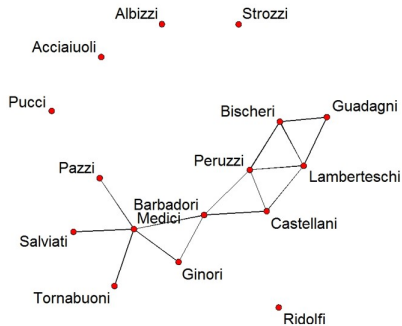 Albizzi
Strozzi
Acciaiuoli
Pucci
Bischeri
Guadagni
Peruzzi
Lamberteschi
Pazzi
Barbadori
Medici
Castellani
Salviati
Ginori
Tornabuoni
Ridolfi